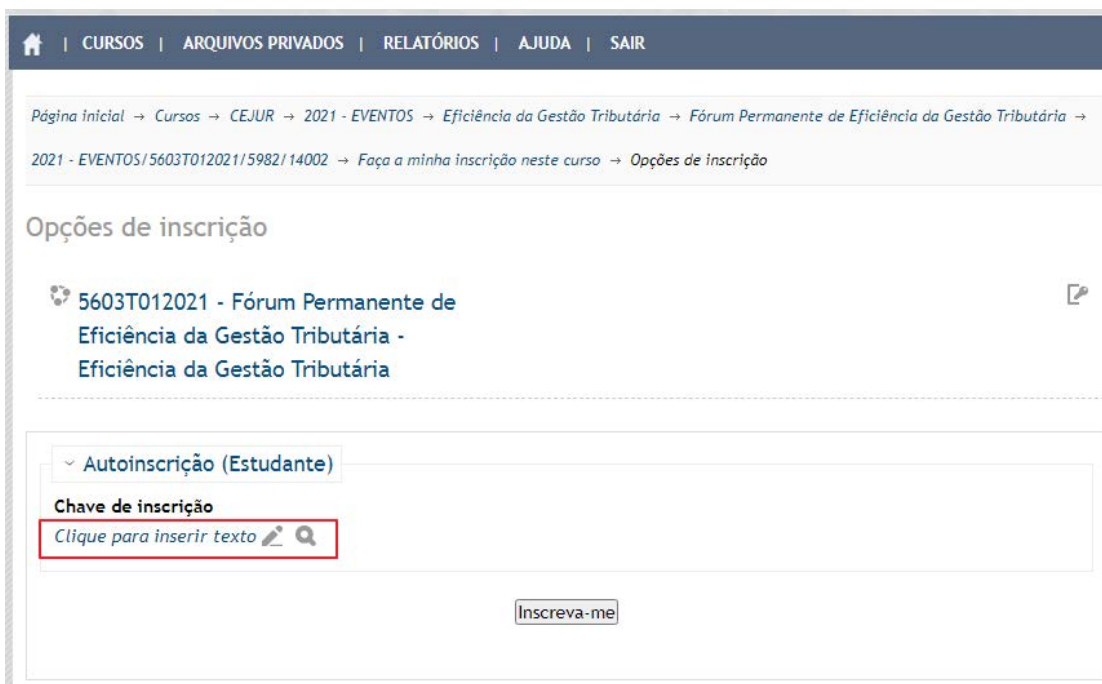 | CURSOS | ARQUIVOS PRIVADOS | RELATÓRIOS | AJUDA | SAIR
Página inicial → Cursos → CEJUR → 2021 - EVENTOS → Eficiência da Gestão Tributária → Fórum Permanente de Eficiência da Gestão Tributária →
2021 - EVENTOS/5603T012021/5982/14002 → Faça a minha inscrição neste curso → Opções de inscrição
Opções de inscrição
5603T012021 - Fórum Permanente de
Eficiência da Gestão Tributária -
Eficiência da Gestão Tributária
Autoinscrição (Estudante)
Chave de inscrição
Clique para inserir texto
Inscreva-me